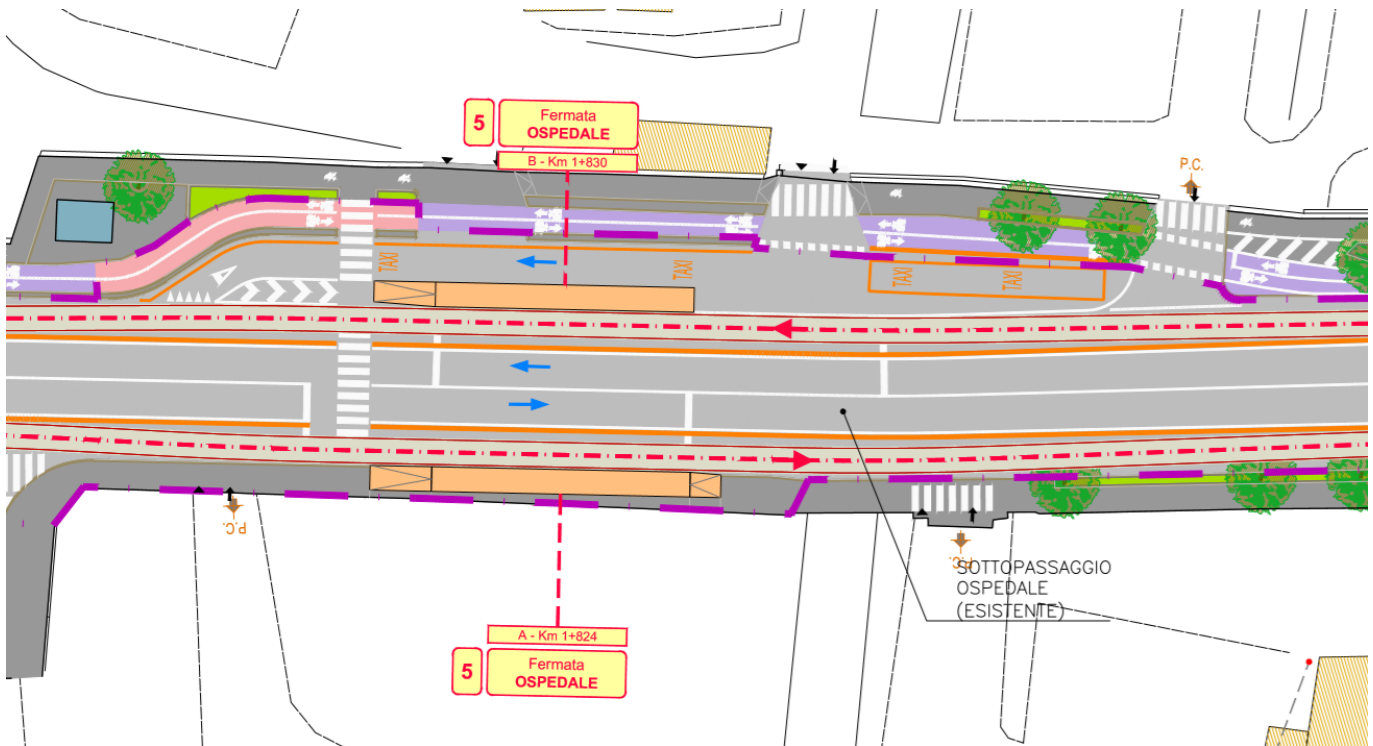 5
Fermata
OSPEDALE
B - Km 1+830
P.C.
TAXI
TAXI
TAXI
TAXI
P.C.
P.C.
SOTTOPASSAGGIO
OSPEDALE
(ESISTENTE)
A - Km 1+824
5
Fermata
OSPEDALE